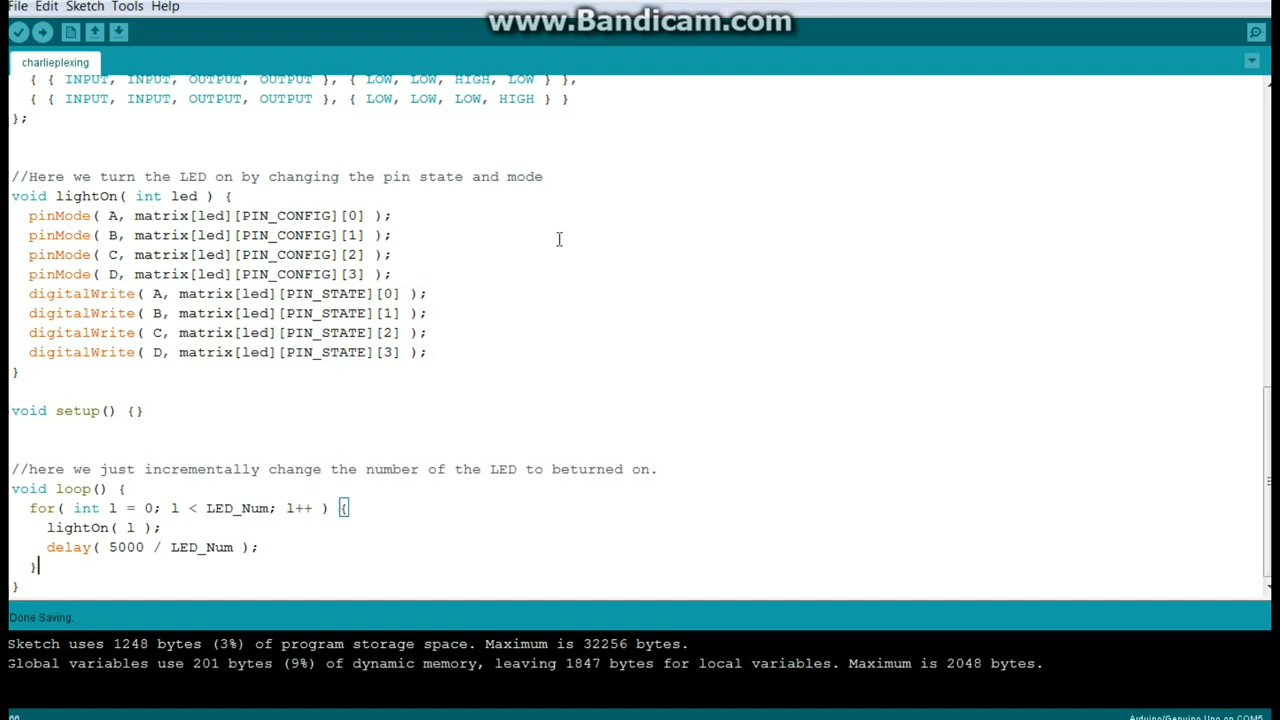 www.Bandicam.com
File Edit Sketch Tools Help
charlieplexing
{ { INPUT, INPUT, OUTPUT, OUTPUT }, { LOW, LOW, HIGH, LOW } },
{ { INPUT, INPUT, OUTPUT, OUTPUT }, { LOW, LOW, LOW, HIGH } }
};
//Here we turn the LED on by changing the pin state and mode
void lightOn( int led ) {
pinMode( A, matrix[led][PIN_CONFIG][0] );
pinMode( B, matrix[led][PIN_CONFIG][1] );
pinMode( C, matrix[led][PIN_CONFIG][2] );
pinMode( D, matrix[led][PIN_CONFIG][3] );
digitalWrite( A, matrix[led][PIN_STATE][0] );
digitalWrite( B, matrix[led][PIN_STATE][1] );
digitalWrite( C, matrix[led][PIN_STATE][2] );
digitalWrite( D, matrix[led][PIN_STATE][3] );
}
void setup() {}
//here we just incrementally change the number of the LED to beturned on.
void loop() {
for( int l = 0; l < LED_Num; l++ ) {
lightOn( l );
delay( 5000 / LED_Num );
}
}
Done Saving.
Sketch uses 1248 bytes (3%) of program storage space. Maximum is 32256 bytes.
Global variables use 201 bytes (9%) of dynamic memory, leaving 1847 bytes for local variables. Maximum is 2048 bytes.
Arduino/Genuino Uno on COM5